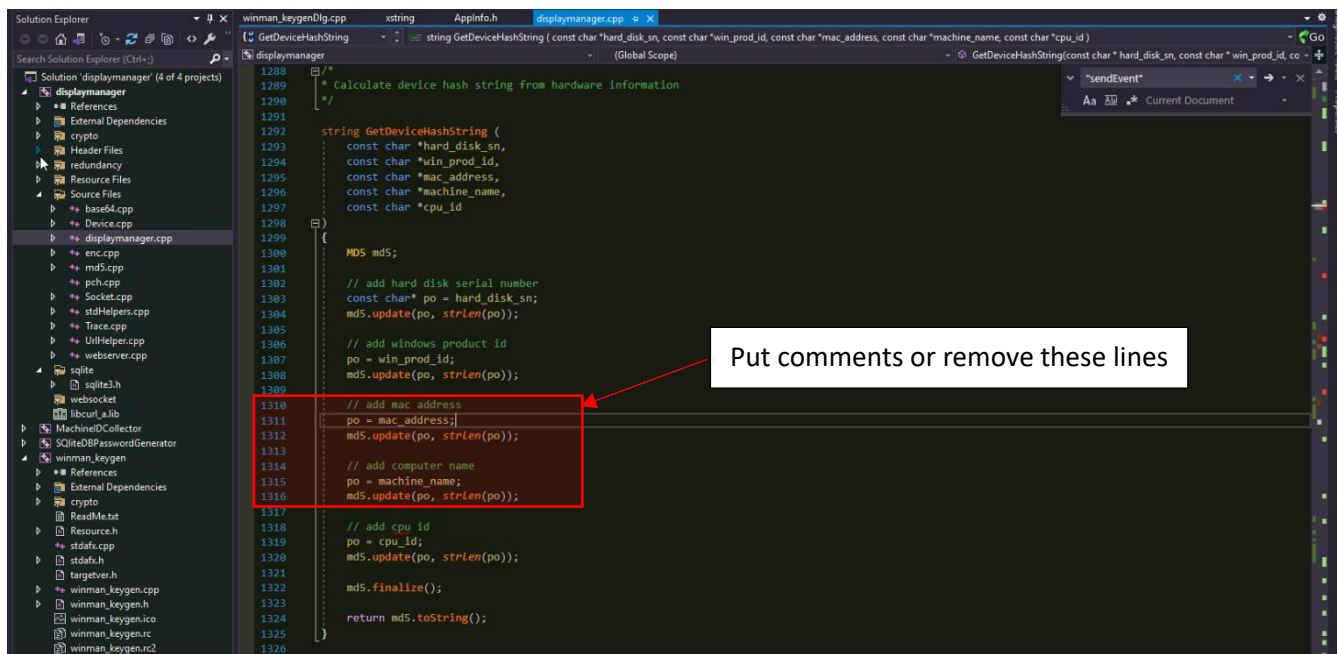 Solution Explorer
winman_keygenDlg.cpp
xstring
AppInfo.h
displaymanager.cpp
GetDeviceHashString
string GetDeviceHashString ( const char *hard_disk_sn, const char *win_prod_id, const char *mac_address, const char *machine_name, const char *cpu_id )
Go
Search Solution Explorer (Ctrl+;)
displaymanager
(Global Scope)
GetDeviceHashString(const char * hard_disk_sn, const char * win_prod_id, co
Solution 'displaymanager' (4 of 4 projects)
displaymanager
References
External Dependencies
crypto
Header Files
redundancy
Resource Files
Source Files
base64.cpp
Device.cpp
displaymanager.cpp
enc.cpp
md5.cpp
pch.cpp
Socket.cpp
stdHelpers.cpp
Trace.cpp
UrlHelper.cpp
webserver.cpp
sqlite
sqlite3.h
websocket
libcurl_a.lib
MachineIDCollector
SQliteDBPasswordGenerator
winman_keygen
References
External Dependencies
crypto
ReadMe.txt
Resource.h
stdafx.cpp
stdafx.h
targetver.h
winman_keygen.cpp
winman_keygen.h
winman_keygen.ico
winman_keygen.rc
winman_keygen.rc2
"sendEvent"
Aa Current Document
1288 /*
1289 * Calculate device hash string from hardware information
1290 */
1291
1292 string GetDeviceHashString (
1293 const char *hard_disk_sn,
1294 const char *win_prod_id,
1295 const char *mac_address,
1296 const char *machine_name,
1297 const char *cpu_id
1298 )
1299 {
1300 MD5 md5;
1301
1302 // add hard disk serial number
1303 const char* po = hard_disk_sn;
1304 md5.update(po, strlen(po));
1305
1306 // add windows product id
1307 po = win_prod_id;
1308 md5.update(po, strlen(po));
1309
1310 // add mac address
1311 po = mac_address;
1312 md5.update(po, strlen(po));
1313
1314 // add computer name
1315 po = machine_name;
1316 md5.update(po, strlen(po));
1317
1318 // add cpu id
1319 po = cpu_id;
1320 md5.update(po, strlen(po));
1321
1322 md5.finalize();
1323
1324 return md5.toString();
1325 }
1326
Put comments or remove these lines